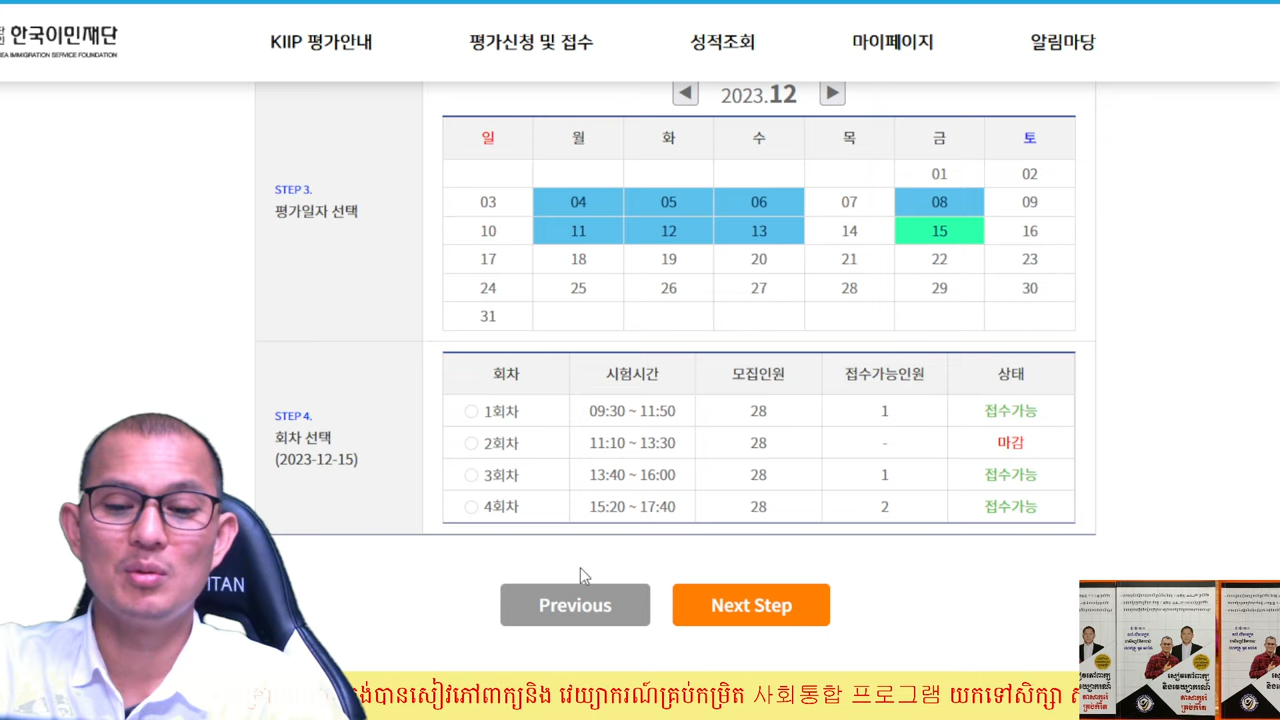 한국이민재단
KIIP 평가안내 평가신청 및 접수 성적조회 마이페이지 알림마당
EA IMMIGRATION SERVICE FOUNDATION
◀ 2023.12 ▶
일 월 화 수 목 금 토
01 02
STEP 3.
평가일자 선택
03 04 05 06 07 08 09
10 11 12 13 14 15 16
17 18 19 20 21 22 23
24 25 26 27 28 29 30
31
STEP 4.
회차 선택
(2023-12-15)
회차 시험시간 모집인원 접수가능인원 상태
1회차 09:30 ~ 11:50 28 1 접수가능
2회차 11:10 ~ 13:30 28 - 마감
3회차 13:40 ~ 16:00 28 1 접수가능
4회차 15:20 ~ 17:40 28 2 접수가능
Previous Next Step
TITAN
បានសៀវភៅពាក្យនិង វេយ្យាករណ៍គ្រប់កម្រិត 사회통합 프로그램 យកទៅសិក្សា